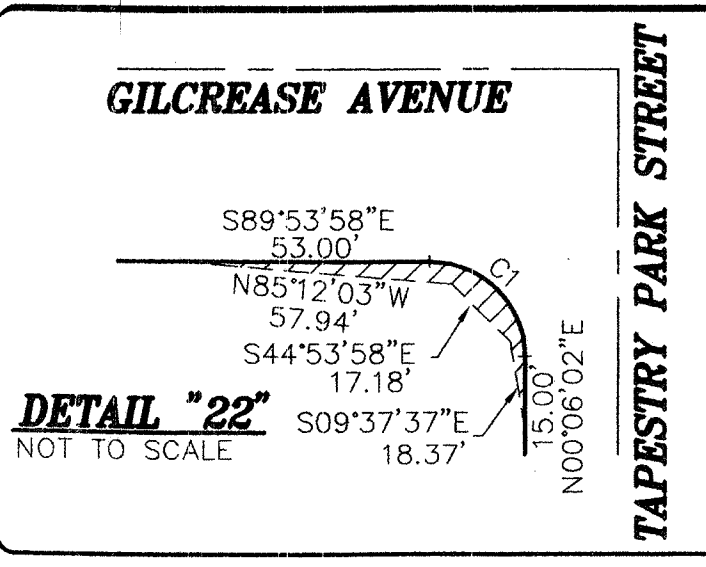 GILCREASE AVENUE
TAPESTRY PARK STREET
S89°53'58"E
53.00'
C1
N85°12'03"W
57.94'
S44°53'58"E
17.18'
S09°37'37"E
18.37'
15.00'
N00°06'02"E
DETAIL "22"
NOT TO SCALE